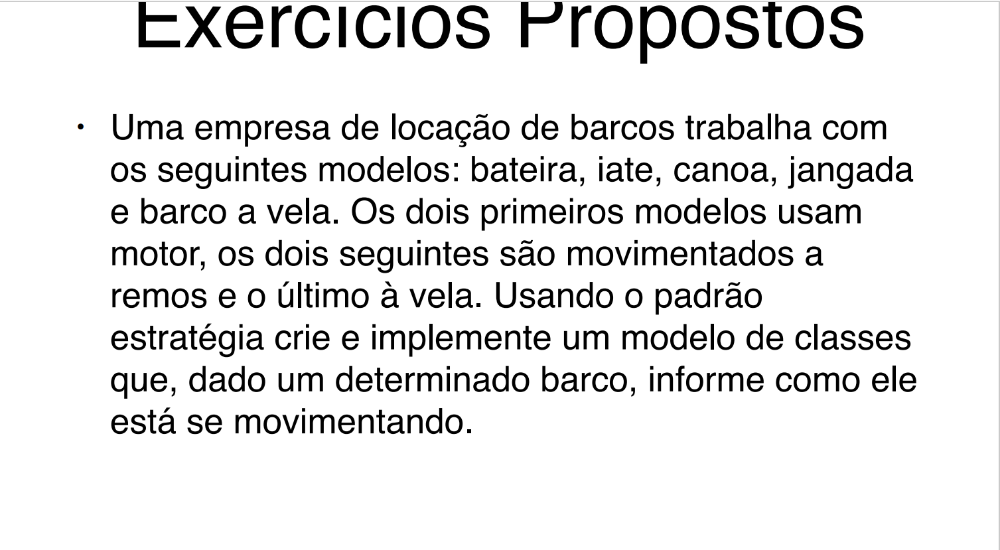 Exercícios Propostos
• Uma empresa de locação de barcos trabalha com
os seguintes modelos: bateira, iate, canoa, jangada
e barco a vela. Os dois primeiros modelos usam
motor, os dois seguintes são movimentados a
remos e o último à vela. Usando o padrão
estratégia crie e implemente um modelo de classes
que, dado um determinado barco, informe como ele
está se movimentando.